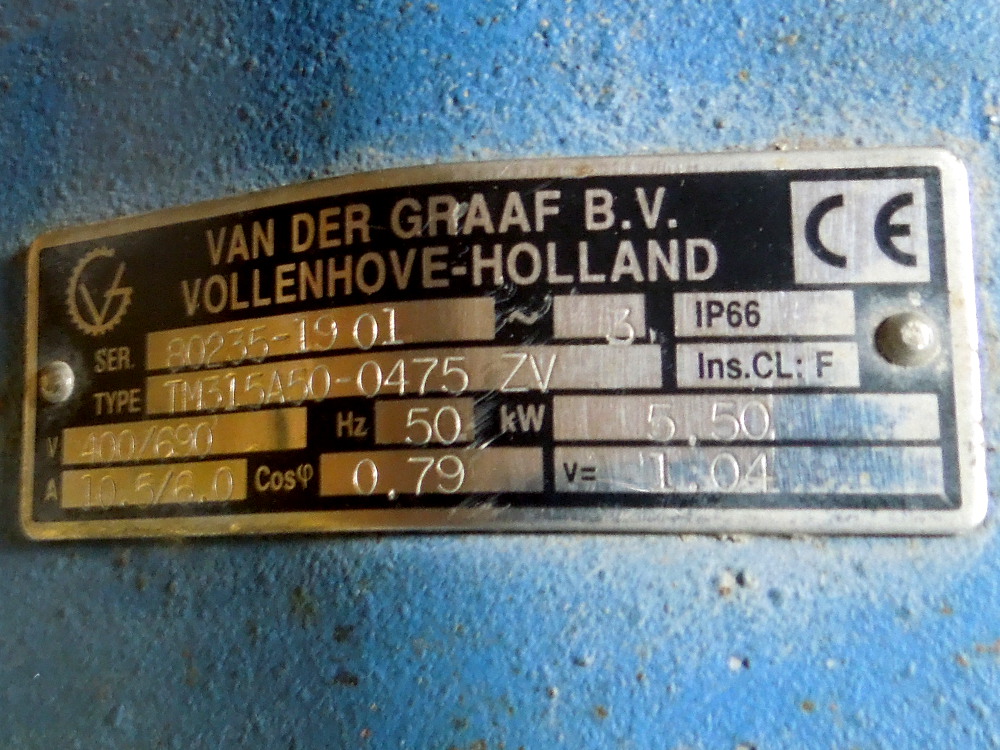 VAN DER GRAAF B.V.
VOLLENHOVE-HOLLAND
CE
SER. 80235-19 01 ~ 3 IP66
TYPE TM315A50-0475 ZV Ins.CL: F
V 400/690 Hz 50 kW 5.50
A 10.5/6.0 Cosφ 0.79 v= 1.04